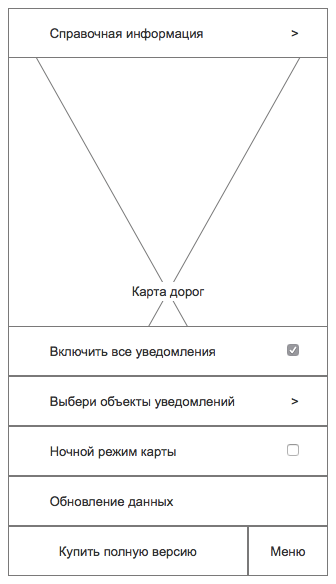 Справочная информация >
Карта дорог
Включить все уведомления
Выбери объекты уведомлений >
Ночной режим карты
Обновление данных
Купить полную версию Меню